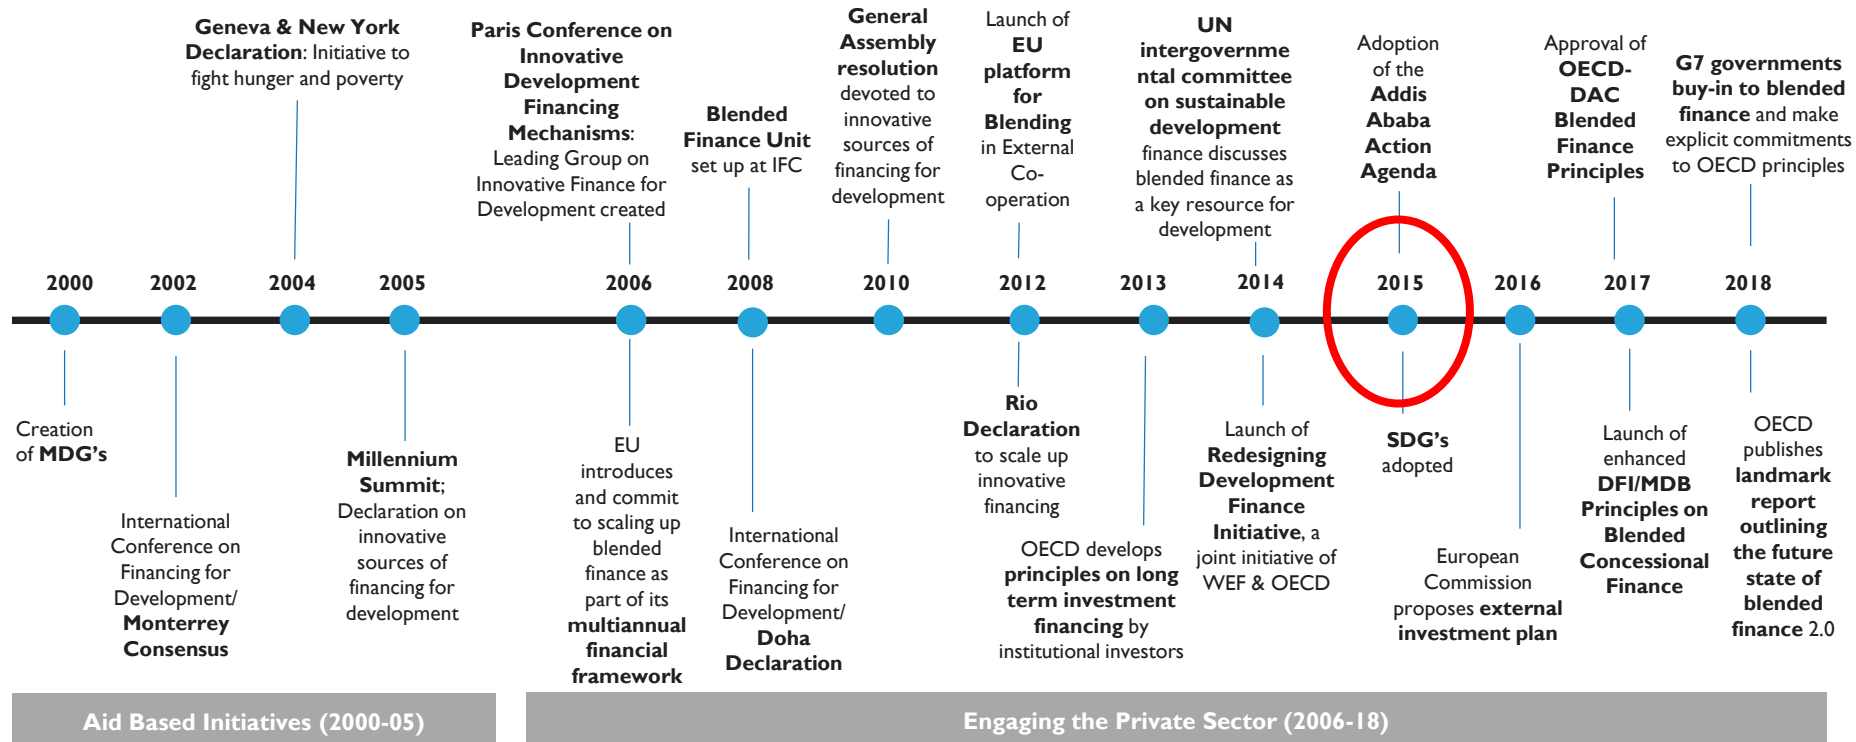 Geneva & New York
Declaration: Initiative to
fight hunger and poverty
Paris Conference on
Innovative
Development
Financing
Mechanisms:
Leading Group on
Innovative Finance for
Development created
Blended
Finance Unit
set up at IFC
General
Assembly
resolution
devoted to
innovative
sources of
financing for
development
Launch of
EU
platform
for
Blending
in External
Co-
operation
UN
intergovernme
ntal committee
on sustainable
development
finance discusses
blended finance as
a key resource for
development
Adoption
of the
Addis
Ababa
Action
Agenda
Approval of
OECD-
DAC
Blended
Finance
Principles
G7 governments
buy-in to blended
finance and make
explicit commitments
to OECD principles
2000
2002
2004
2005
2006
2008
2010
2012
2013
2014
2015
2016
2017
2018
Creation
of MDG's
International
Conference on
Financing for
Development/
Monterrey
Consensus
Millennium
Summit;
Declaration on
innovative
sources of
financing for
development
EU
introduces
and commit
to scaling up
blended
finance as
part of its
multiannual
financial
framework
International
Conference on
Financing for
Development/
Doha
Declaration
Rio
Declaration
to scale up
innovative
financing
OECD develops
principles on long
term investment
financing by
institutional investors
Launch of
Redesigning
Development
Finance
Initiative, a
joint initiative of
WEF & OECD
SDG's
adopted
European
Commission
proposes external
investment plan
Launch of
enhanced
DFI/MDB
Principles on
Blended
Concessional
Finance
OECD
publishes
landmark
report
outlining
the future
state of
blended
finance 2.0
Aid Based Initiatives (2000-05)
Engaging the Private Sector (2006-18)